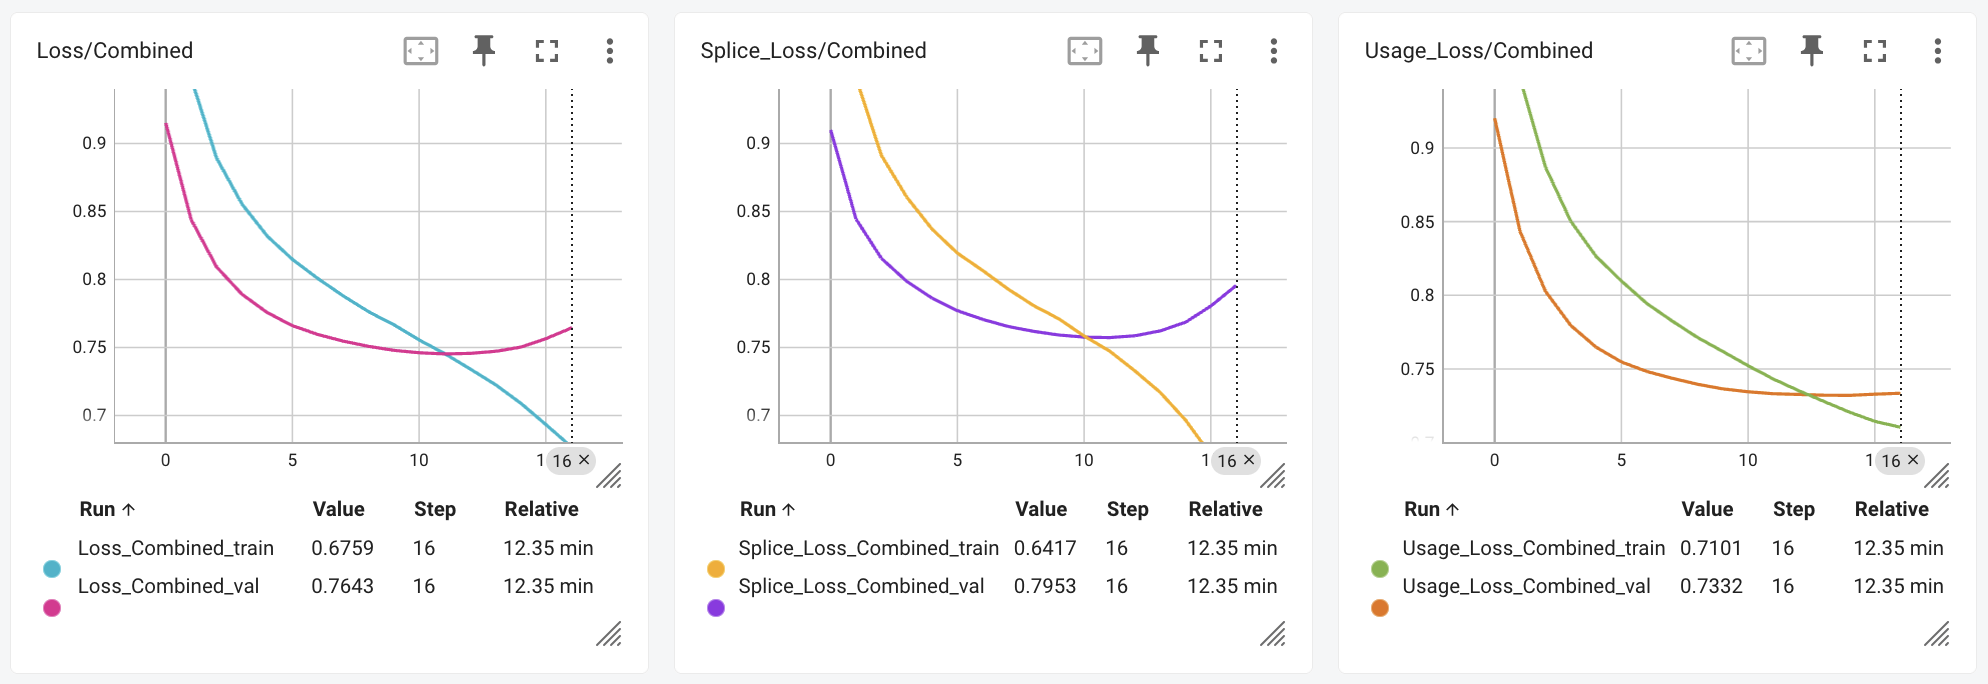 Loss/Combined
0.9
0.85
0.8
0.75
0.7
0 5 10 1 16 ×
Run ↑ Value Step Relative
Loss_Combined_train 0.6759 16 12.35 min
Loss_Combined_val 0.7643 16 12.35 min
Splice_Loss/Combined
0.9
0.85
0.8
0.75
0.7
0 5 10 1 16 ×
Run ↑ Value Step Relative
Splice_Loss_Combined_train 0.6417 16 12.35 min
Splice_Loss_Combined_val 0.7953 16 12.35 min
Usage_Loss/Combined
0.9
0.85
0.8
0.75
0 5 10 1 16 ×
Run ↑ Value Step Relative
Usage_Loss_Combined_train 0.7101 16 12.35 min
Usage_Loss_Combined_val 0.7332 16 12.35 min